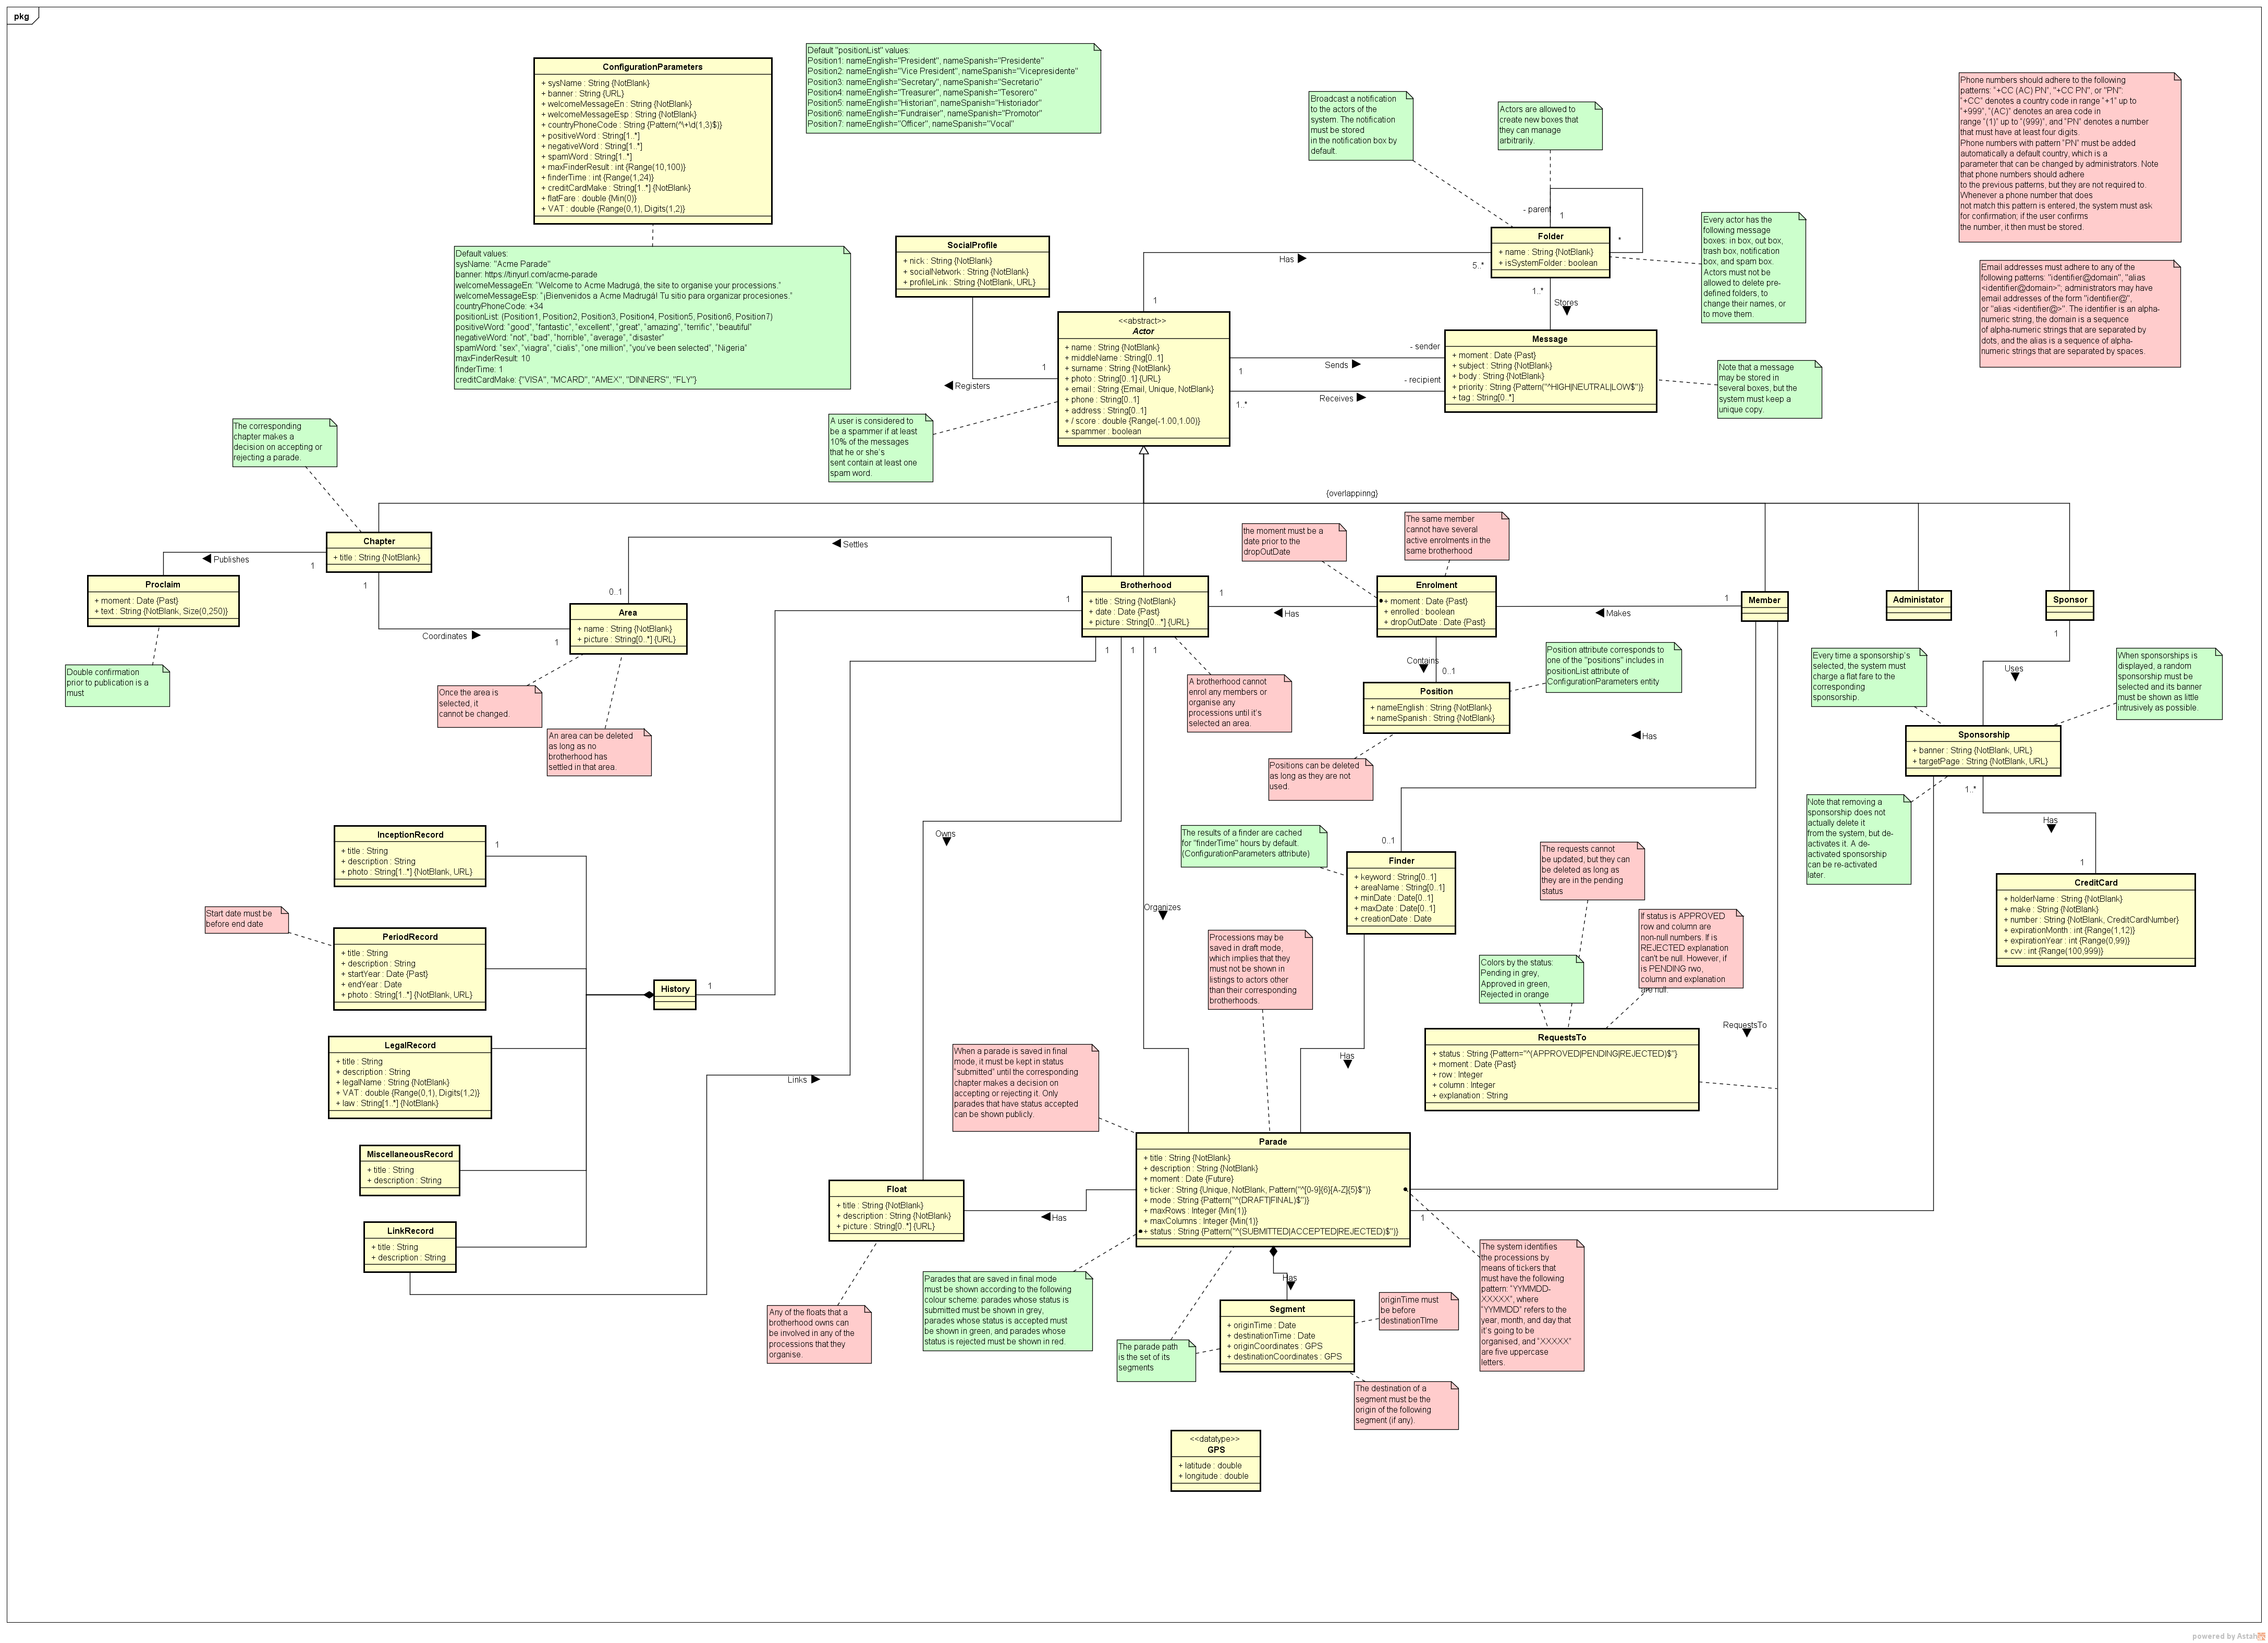 pkg
ConfigurationParameters
+ sysName : String {NotBlank}
+ banner : String {URL}
+ welcomeMessageEn : String {NotBlank}
+ welcomeMessageEsp : String {NotBlank}
+ countryPhoneCode : String {Pattern(^\+\d(1,3)$)}
+ positiveWord : String[1..*]
+ negativeWord : String[1..*]
+ spamWord : String[1..*]
+ maxFinderResult : int {Range(10,100)}
+ finderTime : int {Range(1,24)}
+ creditCardMake : String[1..*] {NotBlank}
+ flatFare : double {Min(0)}
+ VAT : double {Range(0,1), Digits(1,2)}
Default "positionList" values:
Position1: nameEnglish="President", nameSpanish="Presidente"
Position2: nameEnglish="Vice President", nameSpanish="Vicepresidente"
Position3: nameEnglish="Secretary", nameSpanish="Secretario"
Position4: nameEnglish="Treasurer", nameSpanish="Tesorero"
Position5: nameEnglish="Historian", nameSpanish="Historiador"
Position6: nameEnglish="Fundraiser", nameSpanish="Promotor"
Position7: nameEnglish="Officer", nameSpanish="Vocal"
Default values:
sysName: "Acme Parade"
banner: https://tinyurl.com/acme-parade
welcomeMessageEn: "Welcome to Acme Madrugá, the site to organise your processions."
welcomeMessageEsp: "¡Bienvenidos a Acme Madrugá! Tu sitio para organizar procesiones."
countryPhoneCode: +34
positionList: (Position1, Position2, Position3, Position4, Position5, Position6, Position7)
positiveWord: "good", "fantastic", "excellent", "great", "amazing", "terrific", "beautiful"
negativeWord: "not", "bad", "horrible", "average", "disaster"
spamWord: "sex", "viagra", "cialis", "one million", "you've been selected", "Nigeria"
maxFinderResult: 10
finderTime: 1
creditCardMake: {"VISA", "MCARD", "AMEX", "DINNERS", "FLY"}
Broadcast a notification
to the actors of the
system. The notification
must be stored
in the notification box by
default.
Actors are allowed to
create new boxes that
they can manage
arbitrarily.
Phone numbers should adhere to the following
patterns: "+CC (AC) PN", "+CC PN", or "PN":
"+CC" denotes a country code in range "+1" up to
"+999", "(AC)" denotes an area code in
range "(1)" up to "(999)", and "PN" denotes a number
that must have at least four digits.
Phone numbers with pattern "PN" must be added
automatically a default country, which is a
parameter that can be changed by administrators. Note
that phone numbers should adhere
to the previous patterns, but they are not required to.
Whenever a phone number that does
not match this pattern is entered, the system must ask
for confirmation; if the user confirms
the number, it then must be stored.
Email addresses must adhere to any of the
following patterns: "identifier@domain", "alias
<identifier@domain>"; administrators may have
email addresses of the form "identifier@",
or "alias <identifier@>". The identifier is an alpha-
numeric string, the domain is a sequence
of alpha-numeric strings that are separated by
dots, and the alias is a sequence of alpha-
numeric strings that are separated by spaces.
SocialProfile
+ nick : String {NotBlank}
+ socialNetwork : String {NotBlank}
+ profileLink : String {NotBlank, URL}
1
Registers
Has
1
5..*
- parent
1
*
Folder
+ name : String {NotBlank}
+ isSystemFolder : boolean
Every actor has the
following message
boxes: in box, out box,
trash box, notification
box, and spam box.
Actors must not be
allowed to delete pre-
defined folders, to
change their names, or
to move them.
1..*
Stores
<<abstract>>
Actor
+ name : String {NotBlank}
+ middleName : String[0..1]
+ surname : String {NotBlank}
+ photo : String[0..1] {URL}
+ email : String {Email, Unique, NotBlank}
+ phone : String[0..1]
+ address : String[0..1]
+ / score : double {Range(-1.00,1.00)}
+ spammer : boolean
- sender
1
Sends
- recipient
1..*
Receives
Message
+ moment : Date {Past}
+ subject : String {NotBlank}
+ body : String {NotBlank}
+ priority : String {Pattern("^HIGH|NEUTRAL|LOW$")}
+ tag : String[0..*]
Note that a message
may be stored in
several boxes, but the
system must keep a
unique copy.
A user is considered to
be a spammer if at least
10% of the messages
that he or she's
sent contain at least one
spam word.
{overlappinng}
The corresponding
chapter makes a
decision on accepting or
rejecting a parade.
Chapter
+ title : String {NotBlank}
Publishes
1
1
Proclaim
+ moment : Date {Past}
+ text : String {NotBlank, Size(0,250)}
Double confirmation
prior to publication is a
must
Coordinates
1
Settles
0..1
Area
+ name : String {NotBlank}
+ picture : String[0..*] {URL}
Once the area is
selected, it
cannot be changed.
An area can be deleted
as long as no
brotherhood has
settled in that area.
Brotherhood
+ title : String {NotBlank}
+ date : Date {Past}
+ picture : String[0...*] {URL}
1
1
1
1
1
Has
A brotherhood cannot
enrol any members or
organise any
processions until it's
selected an area.
the moment must be a
date prior to the
dropOutDate
The same member
cannot have several
active enrolments in the
same brotherhood
Enrolment
+ moment : Date {Past}
+ enrolled : boolean
+ dropOutDate : Date {Past}
Makes
1
Member
Administator
Sponsor
1
Uses
Contains
0..1
Position
+ nameEnglish : String {NotBlank}
+ nameSpanish : String {NotBlank}
Position attribute corresponds to
one of the "positions" includes in
positionList attribute of
ConfigurationParameters entity
Positions can be deleted
as long as they are not
used.
Has
Every time a sponsorship's
selected, the system must
charge a flat fare to the
corresponding
sponsorship.
When sponsorships is
displayed, a random
sponsorship must be
selected and its banner
must be shown as little
intrusively as possible.
Sponsorship
+ banner : String {NotBlank, URL}
+ targetPage : String {NotBlank, URL}
1..*
Has
1
Note that removing a
sponsorship does not
actually delete it
from the system, but de-
activates it. A de-
activated sponsorship
can be re-activated
later.
CreditCard
+ holderName : String {NotBlank}
+ make : String {NotBlank}
+ number : String {NotBlank, CreditCardNumber}
+ expirationMonth : int {Range(1,12)}
+ expirationYear : int {Range(0,99)}
+ cvv : int {Range(100,999)}
InceptionRecord
+ title : String
+ description : String
+ photo : String[1..*] {NotBlank, URL}
1
Start date must be
before end date
PeriodRecord
+ title : String
+ description : String
+ startYear : Date {Past}
+ endYear : Date
+ photo : String[1..*] {NotBlank, URL}
History
1
LegalRecord
+ title : String
+ description : String
+ legalName : String {NotBlank}
+ VAT : double {Range(0,1), Digits(1,2)}
+ law : String[1..*] {NotBlank}
MiscellaneousRecord
+ title : String
+ description : String
LinkRecord
+ title : String
+ description : String
Links
Owns
Organizes
The results of a finder are cached
for "finderTime" hours by default.
(ConfigurationParameters attribute)
0..1
Finder
+ keyword : String[0..1]
+ areaName : String[0..1]
+ minDate : Date[0..1]
+ maxDate : Date[0..1]
+ creationDate : Date
Has
The requests cannot
be updated, but they can
be deleted as long as
they are in the pending
status
If status is APPROVED
row and column are
non-null numbers. If is
REJECTED explanation
can't be null. However, if
is PENDING rwo,
column and explanation
are null.
Colors by the status:
Pending in grey,
Approved in green,
Rejected in orange
RequestsTo
RequestsTo
+ status : String {Pattern="^(APPROVED|PENDING|REJECTED)$"}
+ moment : Date {Past}
+ row : Integer
+ column : Integer
+ explanation : String
Processions may be
saved in draft mode,
which implies that they
must not be shown in
listings to actors other
than their corresponding
brotherhoods.
When a parade is saved in final
mode, it must be kept in status
"submitted" until the corresponding
chapter makes a decision on
accepting or rejecting it. Only
parades that have status accepted
can be shown publicly.
Parade
+ title : String {NotBlank}
+ description : String {NotBlank}
+ moment : Date {Future}
+ ticker : String {Unique, NotBlank, Pattern("^[0-9]{6}[A-Z]{5}$")}
+ mode : String {Pattern("^(DRAFT|FINAL)$")}
+ maxRows : Integer {Min(1)}
+ maxColumns : Integer {Min(1)}
+ status : String {Pattern("^(SUBMITTED|ACCEPTED|REJECTED)$")}
1
Has
Float
+ title : String {NotBlank}
+ description : String {NotBlank}
+ picture : String[0..*] {URL}
Any of the floats that a
brotherhood owns can
be involved in any of the
processions that they
organise.
Parades that are saved in final mode
must be shown according to the following
colour scheme: parades whose status is
submitted must be shown in grey,
parades whose status is accepted must
be shown in green, and parades whose
status is rejected must be shown in red.
The system identifies
the processions by
means of tickers that
must have the following
pattern: "YYMMDD-
XXXXX", where
"YYMMDD" refers to the
year, month, and day that
it's going to be
organised, and "XXXXX"
are five uppercase
letters.
Has
Segment
+ originTime : Date
+ destinationTime : Date
+ originCoordinates : GPS
+ destinationCoordinates : GPS
originTime must
be before
destinationTIme
The parade path
is the set of its
segments
The destination of a
segment must be the
origin of the following
segment (if any).
<<datatype>>
GPS
+ latitude : double
+ longitude : double
powered by Astah